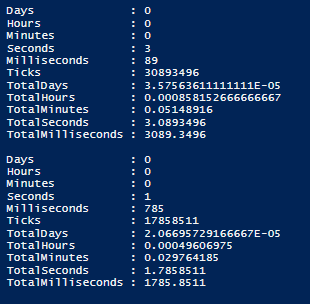 Days              : 0
Hours             : 0
Minutes           : 0
Seconds           : 3
Milliseconds      : 89
Ticks             : 30893496
TotalDays         : 3.57563611111111E-05
TotalHours        : 0.000858152666666667
TotalMinutes      : 0.05148916
TotalSeconds      : 3.0893496
TotalMilliseconds : 3089.3496

Days              : 0
Hours             : 0
Minutes           : 0
Seconds           : 1
Milliseconds      : 785
Ticks             : 17858511
TotalDays         : 2.06695729166667E-05
TotalHours        : 0.00049606975
TotalMinutes      : 0.029764185
TotalSeconds      : 1.7858511
TotalMilliseconds : 1785.8511